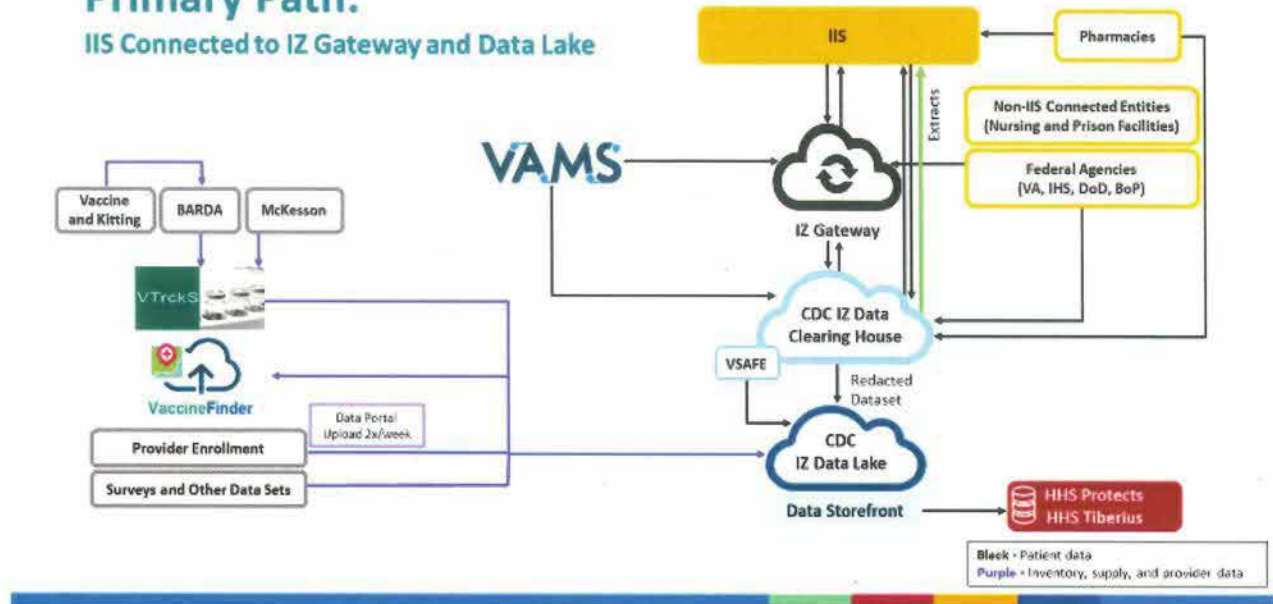 Primary Path:
IIS Connected to IZ Gateway and Data Lake
IIS
Pharmacies
Extracts
Non-IIS Connected Entities
(Nursing and Prison Facilities)
VAMS
Federal Agencies
(VA, IHS, DoD, BoP)
Vaccine
and Kitting
BARDA
McKesson
IZ Gateway
VTrckS
CDC IZ Data
Clearing House
VSAFE
Redacted
Dataset
VaccineFinder
Data Portal
Upload 2x/week
Provider Enrollment
CDC
IZ Data Lake
Surveys and Other Data Sets
Data Storefront
HHS Protects
HHS Tiberius
Black - Patient data
Purple - Inventory, supply, and provider data